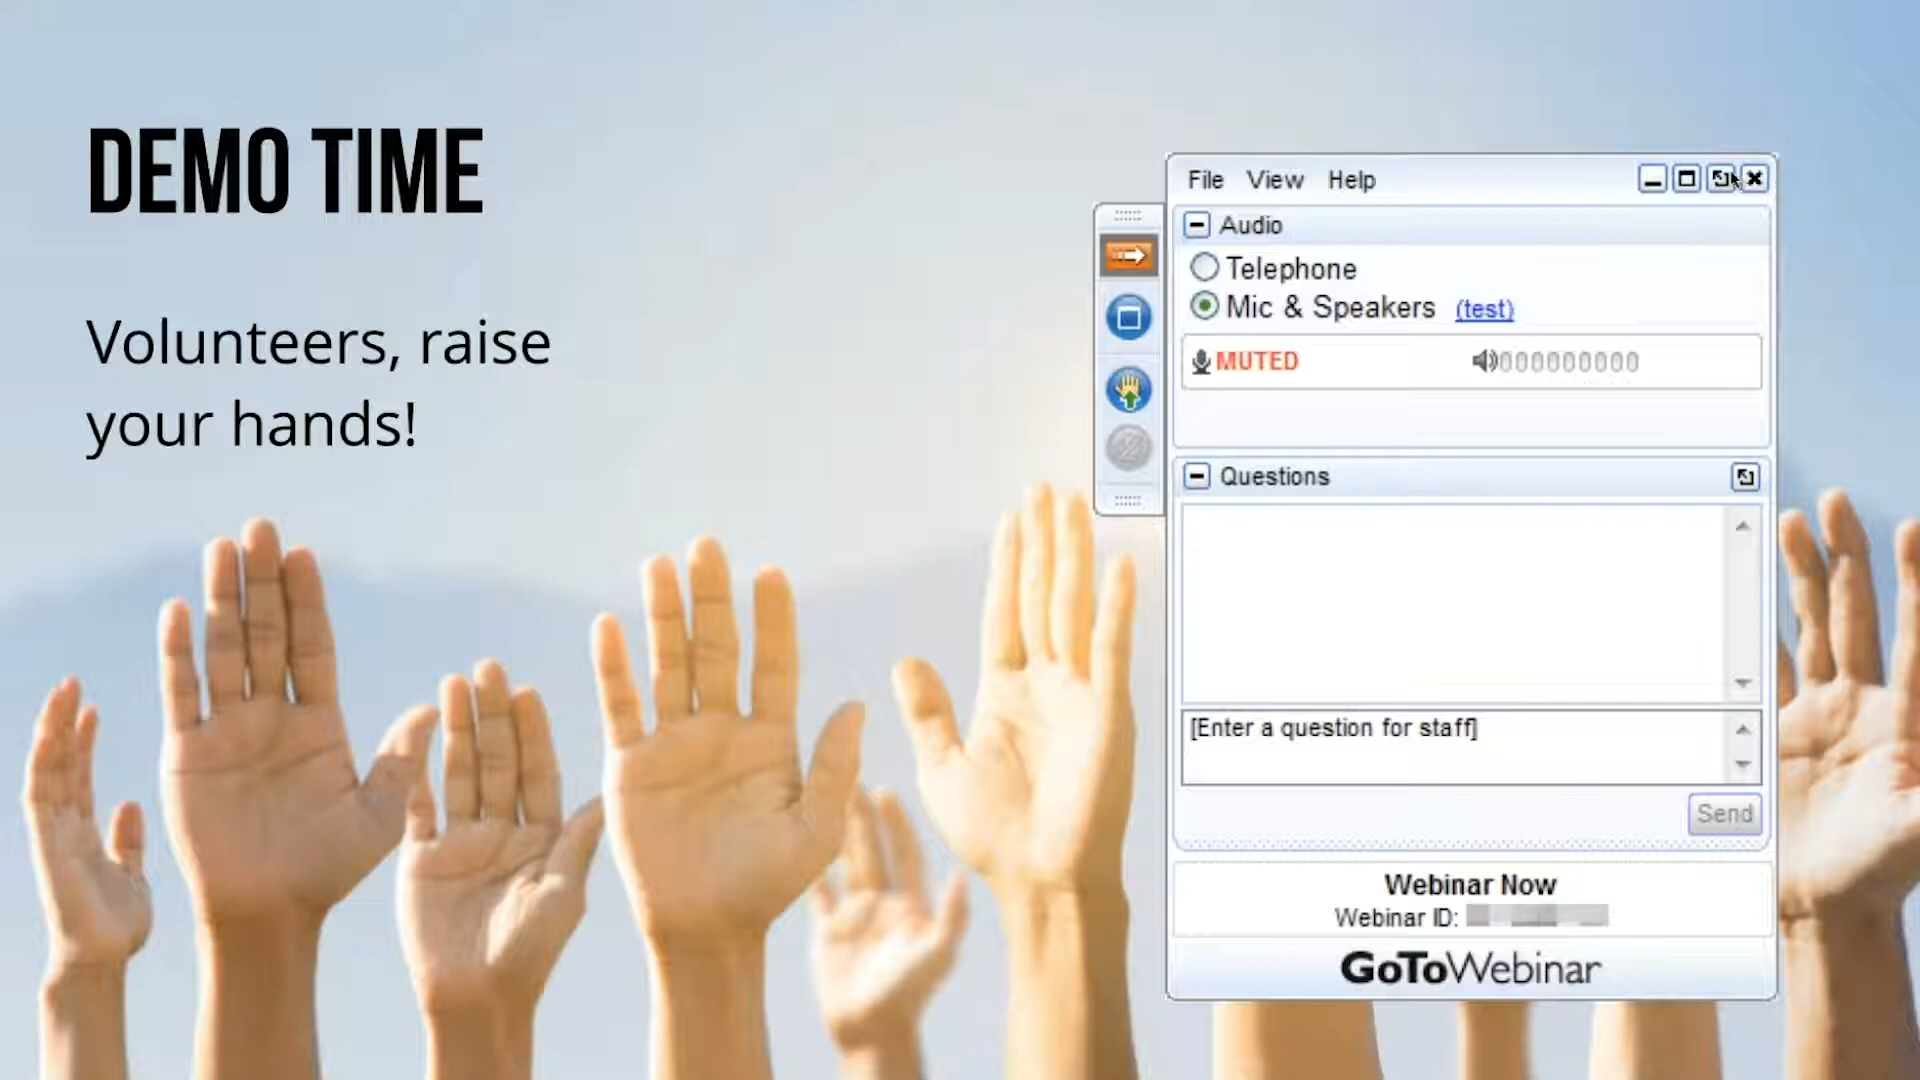 DEMO TIME
Volunteers, raise
your hands!
File View Help
Audio
Telephone
Mic & Speakers (test)
MUTED
Questions
[Enter a question for staff]
Send
Webinar Now
Webinar ID:
GoToWebinar